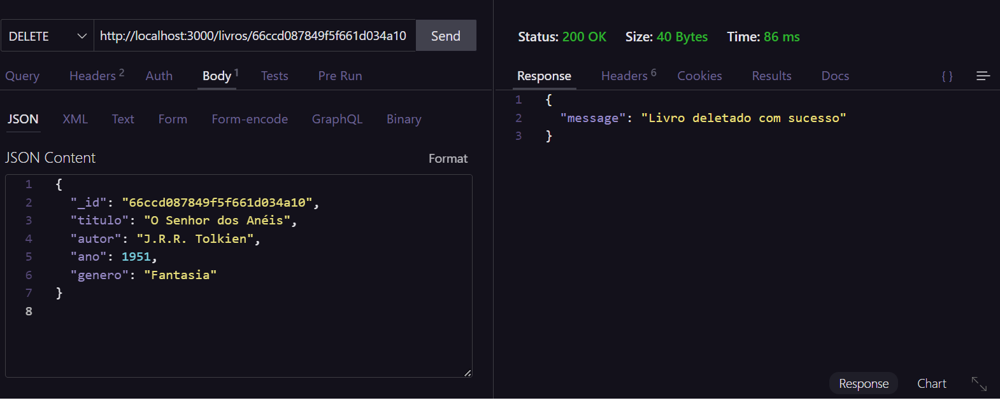 DELETE http://localhost:3000/livros/66ccd087849f5f661d034a10 Send
Query Headers 2 Auth Body 1 Tests Pre Run
JSON XML Text Form Form-encode GraphQL Binary
JSON Content Format
1 {
2 "_id": "66ccd087849f5f661d034a10",
3 "titulo": "O Senhor dos Anéis",
4 "autor": "J.R.R. Tolkien",
5 "ano": 1951,
6 "genero": "Fantasia"
7 }
8
Status: 200 OK Size: 40 Bytes Time: 86 ms
Response Headers 6 Cookies Results Docs { }
1 {
2 "message": "Livro deletado com sucesso"
3 }
Response Chart